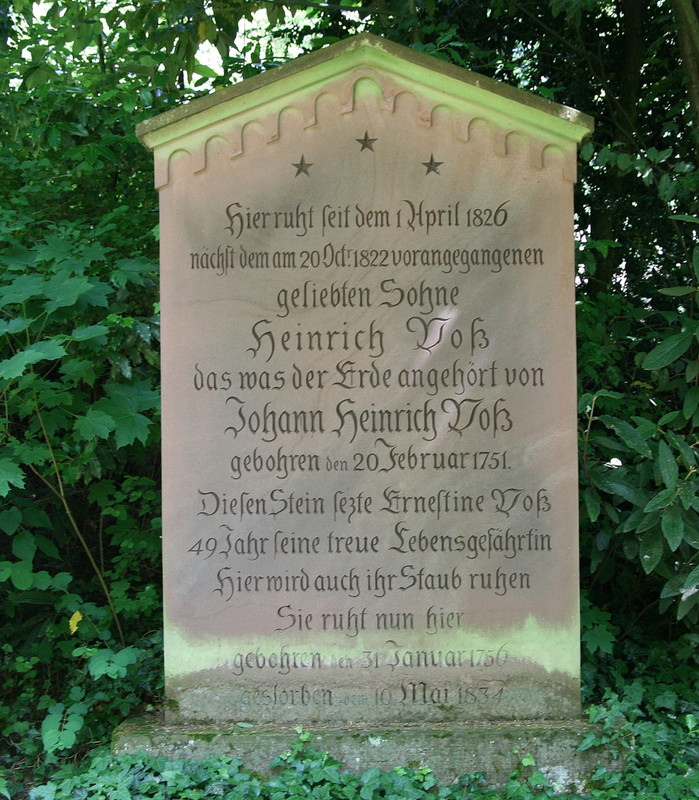 Hier ruht seit dem 1 April 1826
nächst dem am 20 Octr. 1822 vorangegangenen
geliebten Sohne
Heinrich Voß
das was der Erde angehört von
Johann Heinrich Voß
gebohren den 20 Februar 1751.
Diesen Stein sezte Ernestine Voß
49 Jahr seine treue Lebensgefährtin
Hier wird auch ihr Staub ruhen
Sie ruht nun hier
gebohren den 31 Januar 1756
gestorben den 10 Mai 1834